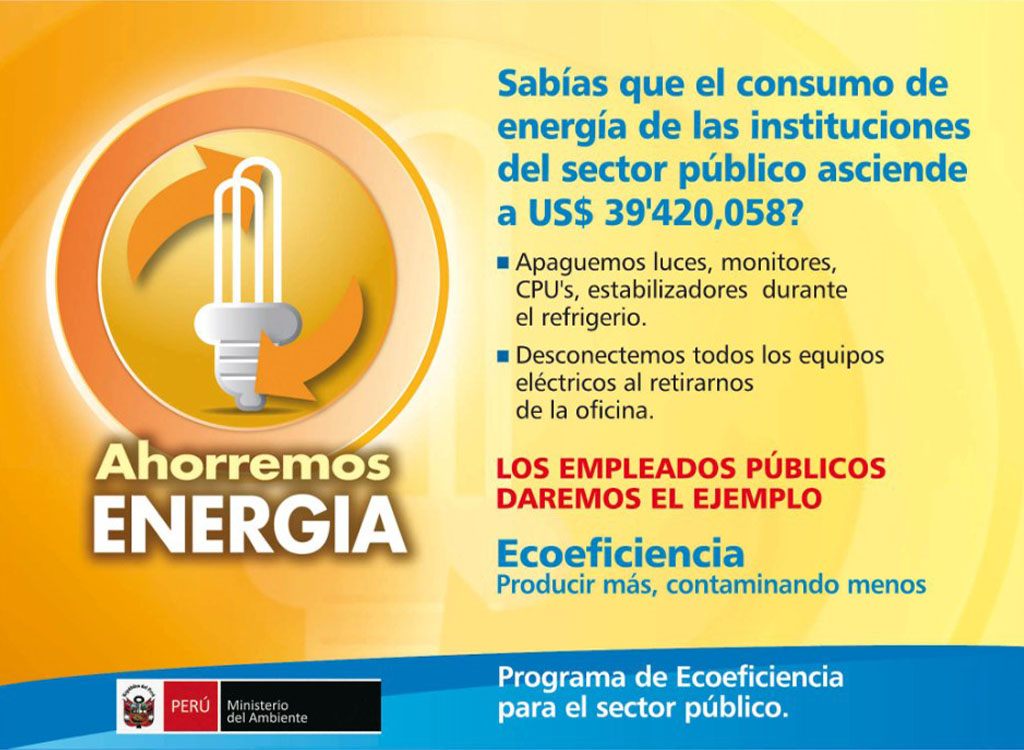 Sabías que el consumo de
energía de las instituciones
del sector público asciende
a US$ 39'420,058?
Apaguemos luces, monitores,
CPU's, estabilizadores durante
el refrigerio.
Desconectemos todos los equipos
eléctricos al retirarnos
de la oficina.
LOS EMPLEADOS PÚBLICOS
DAREMOS EL EJEMPLO
Ecoeficiencia
Producir más, contaminando menos
Ahorremos
ENERGIA
República del Perú
PERÚ
Ministerio
del Ambiente
Programa de Ecoeficiencia
para el sector público.